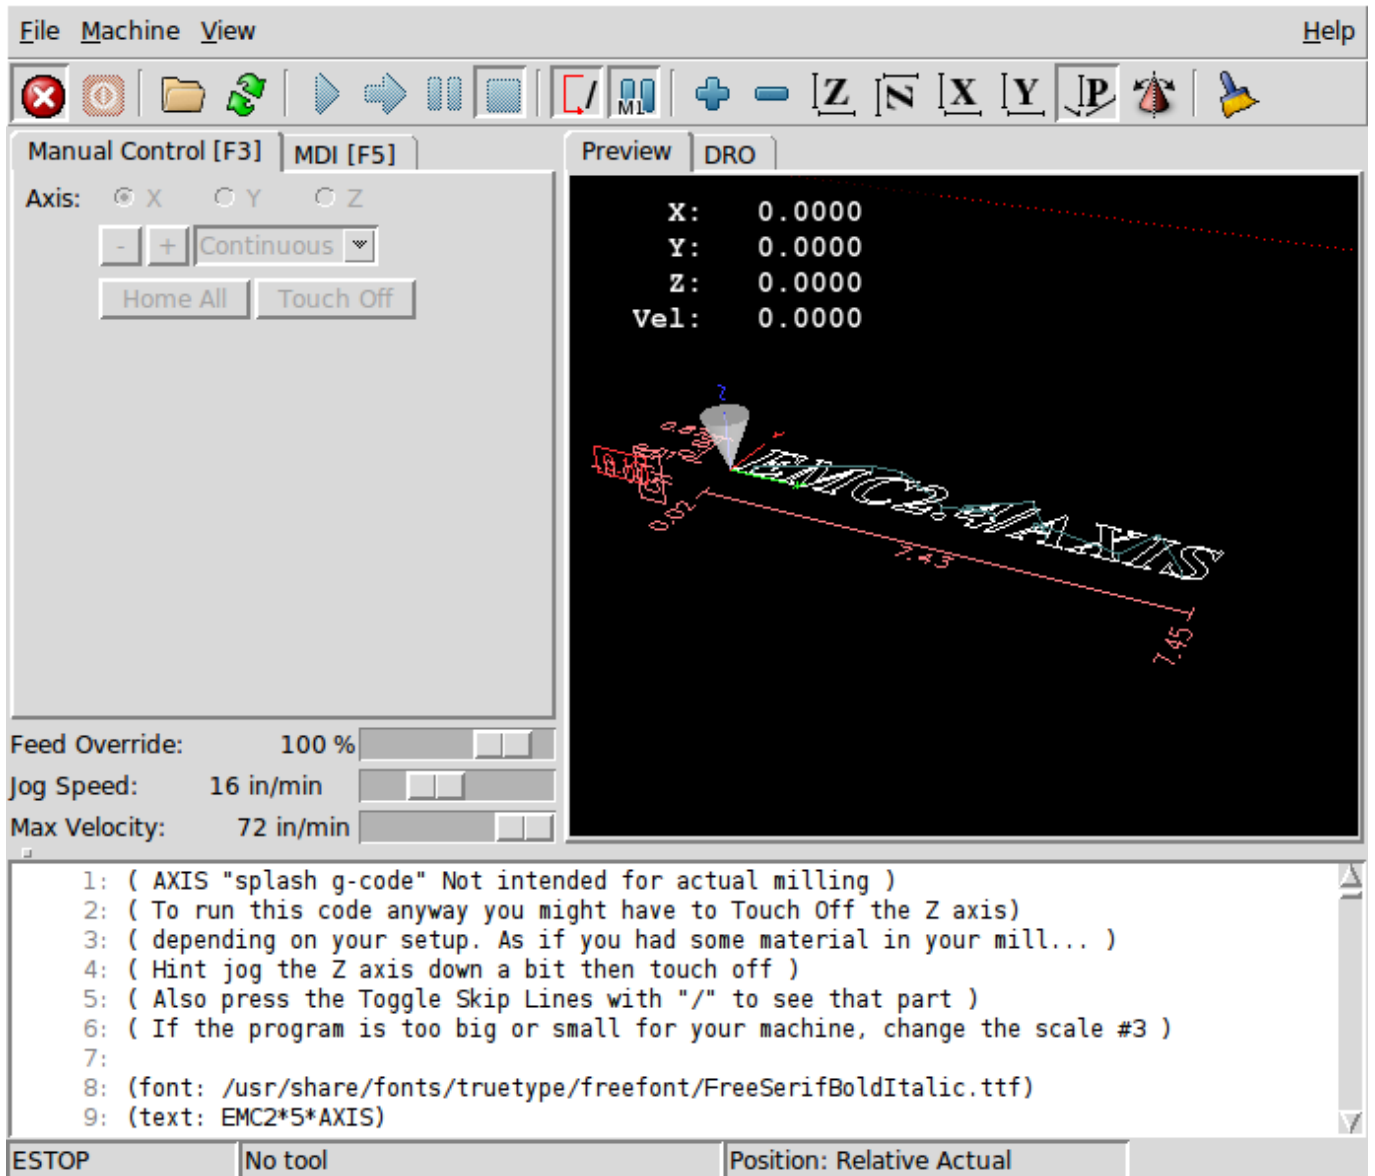 File Machine View Help
M1 Z N X Y P
Manual Control [F3] MDI [F5]
Preview DRO
Axis: X Y Z
- + Continuous
Home All Touch Off
X: 0.0000
Y: 0.0000
Z: 0.0000
Vel: 0.0000
Z
EMC2.4/AXIS
0.02
7.43
7.45
Feed Override: 100 %
Jog Speed: 16 in/min
Max Velocity: 72 in/min
1: ( AXIS "splash g-code" Not intended for actual milling )
2: ( To run this code anyway you might have to Touch Off the Z axis)
3: ( depending on your setup. As if you had some material in your mill... )
4: ( Hint jog the Z axis down a bit then touch off )
5: ( Also press the Toggle Skip Lines with "/" to see that part )
6: ( If the program is too big or small for your machine, change the scale #3 )
7:
8: (font: /usr/share/fonts/truetype/freefont/FreeSerifBoldItalic.ttf)
9: (text: EMC2*5*AXIS)
ESTOP No tool Position: Relative Actual